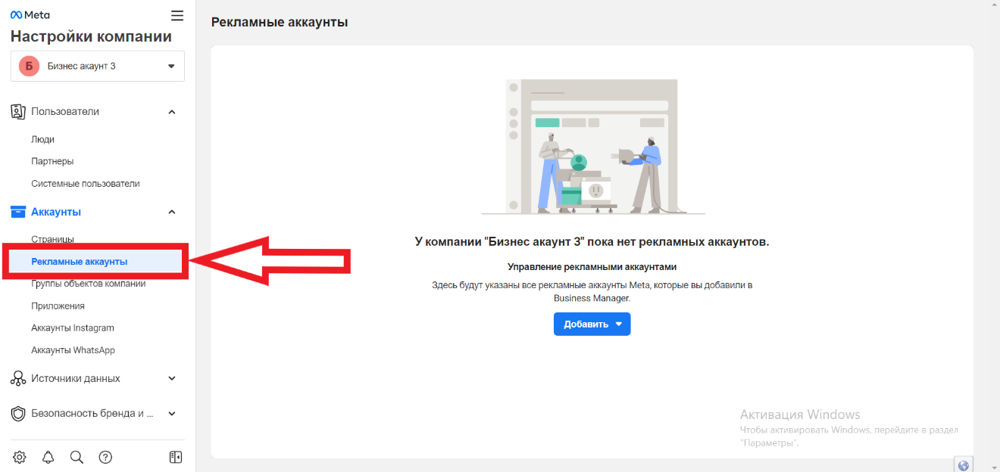 Meta
Настройки компании
Б
Бизнес акаунт 3
Пользователи
Люди
Партнеры
Системные пользователи
Аккаунты
Страницы
Рекламные аккаунты
Группы объектов компании
Приложения
Аккаунты Instagram
Аккаунты WhatsApp
Источники данных
Безопасность бренда и ...
Рекламные аккаунты
У компании "Бизнес акаунт 3" пока нет рекламных аккаунтов.
Управление рекламными аккаунтами
Здесь будут указаны все рекламные аккаунты Meta, которые вы добавили в
Business Manager.
Добавить
Активация Windows
Чтобы активировать Windows, перейдите в раздел
"Параметры".